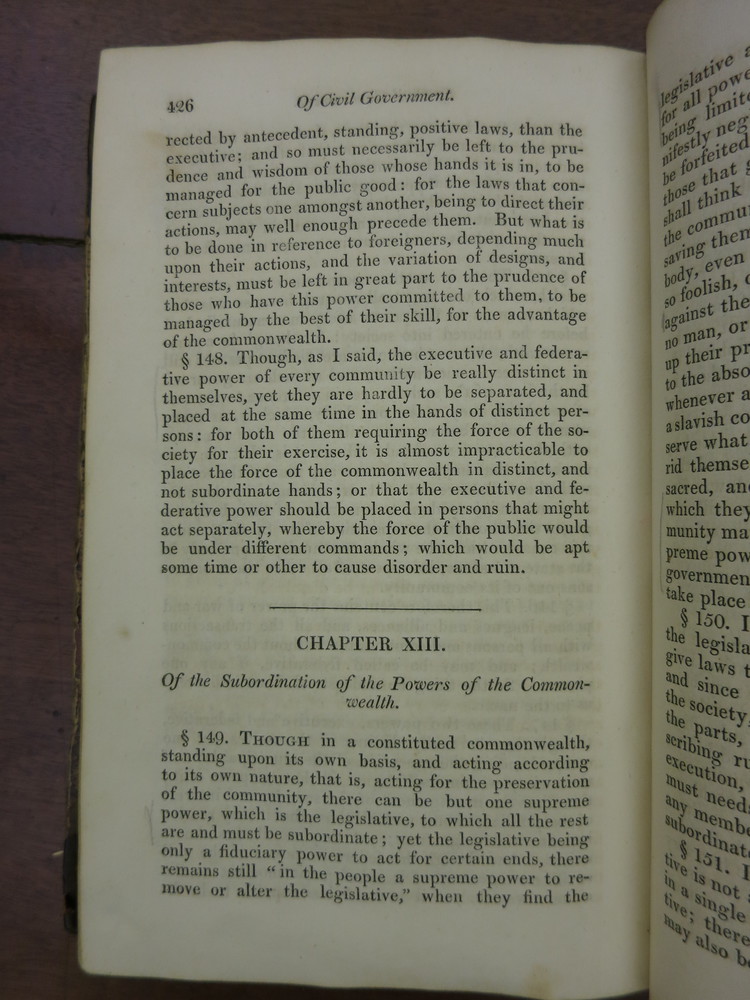 426
Of Civil Government.
rected by antecedent, standing, positive laws, than the
executive; and so must necessarily be left to the pru-
dence and wisdom of those whose hands it is in, to be
managed for the public good: for the laws that con-
cern subjects one amongst another, being to direct their
actions, may well enough precede them. But what is
to be done in reference to foreigners, depending much
upon their actions, and the variation of designs, and
interests, must be left in great part to the prudence of
those who have this power committed to them, to be
managed by the best of their skill, for the advantage
of the commonwealth.
§ 148. Though, as I said, the executive and federa-
tive power of every community be really distinct in
themselves, yet they are hardly to be separated, and
placed at the same time in the hands of distinct per-
sons: for both of them requiring the force of the so-
ciety for their exercise, it is almost impracticable to
place the force of the commonwealth in distinct, and
not subordinate hands; or that the executive and fe-
derative power should be placed in persons that might
act separately, whereby the force of the public would
be under different commands; which would be apt
some time or other to cause disorder and ruin.
CHAPTER XIII.
Of the Subordination of the Powers of the Common-
wealth.
§ 149. THOUGH in a constituted commonwealth,
standing upon its own basis, and acting according
to its own nature, that is, acting for the preservation
of the community, there can be but one supreme
power, which is the legislative, to which all the rest
are and must be subordinate; yet the legislative being
only a fiduciary power to act for certain ends, there
remains still "in the people a supreme power to re-
move or alter the legislative," when they find the
legislative a
for all powe
being limite
nifestly neg
be forfeited
those that g
shall think
the commu
saving them
body, even
so foolish,
against the
no man, or
up their pr
to the abso
whenever a
a slavish co
serve what
rid themse
sacred, an
which they
munity ma
preme pow
governmen
take place
§ 150. I
the legisla
give laws t
and since
the society,
the parts,
scribing ru
execution,
must need
any membe
subordinat
§ 151. I
tive is not
in a single
tive; there
may also b